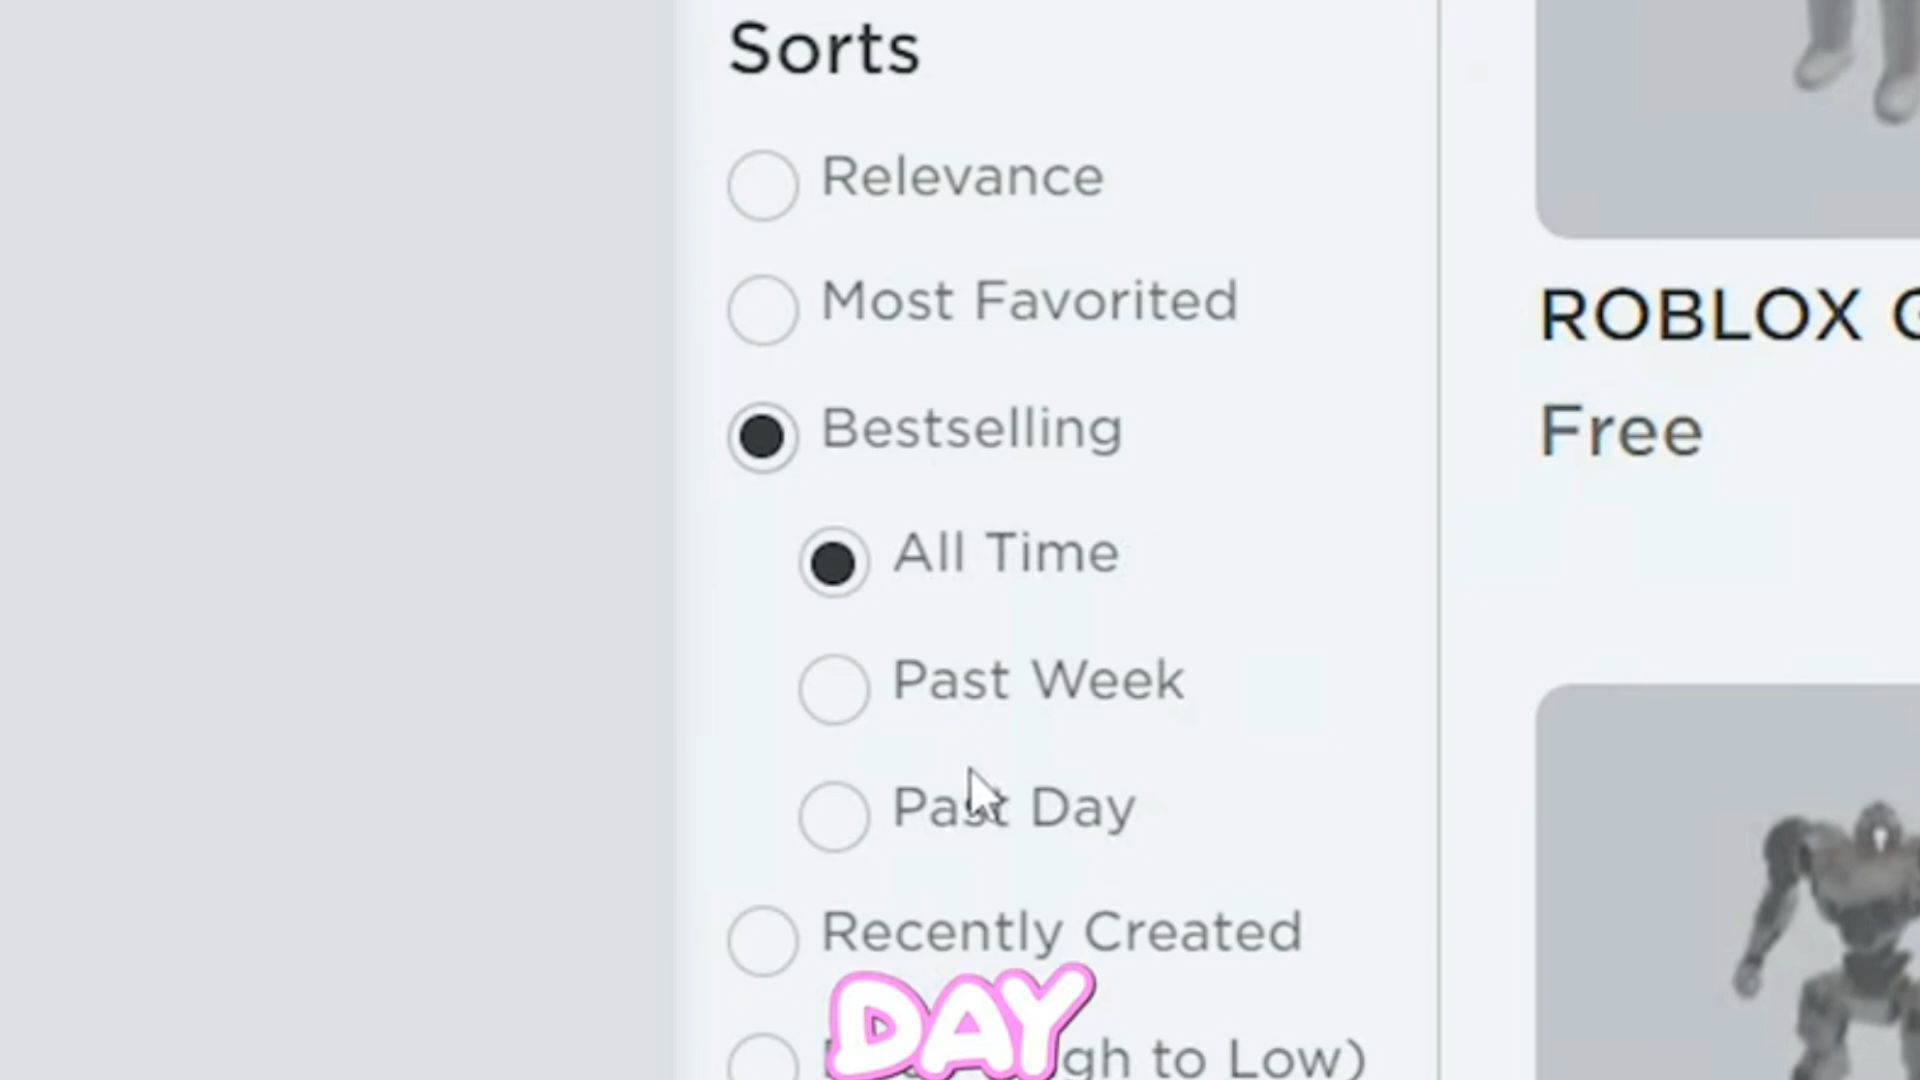 Sorts
Relevance
Most Favorited
Bestselling
All Time
Past Week
Past Day
Recently Created
gh to Low)
DAY
ROBLOX G
Free